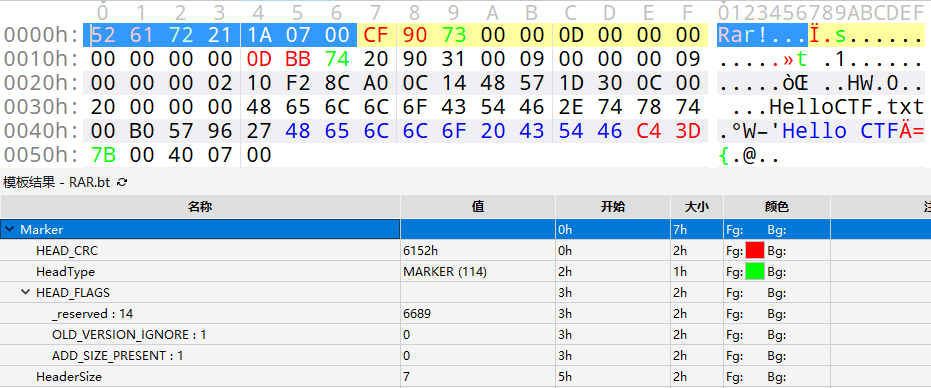 0 1 2 3 4 5 6 7 8 9 A B C D E F 0123456789ABCDEF
0000h: 52 61 72 21 1A 07 00 CF 90 73 00 00 0D 00 00 00 Rar!...Ï.s......
0010h: 00 00 00 00 0D BB 74 20 90 31 00 09 00 00 00 09 .....»t .1......
0020h: 00 00 00 02 10 F2 8C A0 0C 14 48 57 1D 30 0C 00 .....òŒ ..HW.0..
0030h: 20 00 00 00 48 65 6C 6C 6F 43 54 46 2E 74 78 74 ...HelloCTF.txt
0040h: 00 B0 57 96 27 48 65 6C 6C 6F 20 43 54 46 C4 3D .°W–'Hello CTFÄ=
0050h: 7B 00 40 07 00 {.@..
模板结果 - RAR.bt
名称 值 开始 大小 颜色 注
Marker 0h 7h Fg: Bg:
HEAD_CRC 6152h 0h 2h Fg: Bg:
HeadType MARKER (114) 2h 1h Fg: Bg:
HEAD_FLAGS 3h 2h Fg: Bg:
_reserved : 14 6689 3h 2h Fg: Bg:
OLD_VERSION_IGNORE : 1 0 3h 2h Fg: Bg:
ADD_SIZE_PRESENT : 1 0 3h 2h Fg: Bg:
HeaderSize 7 5h 2h Fg: Bg: